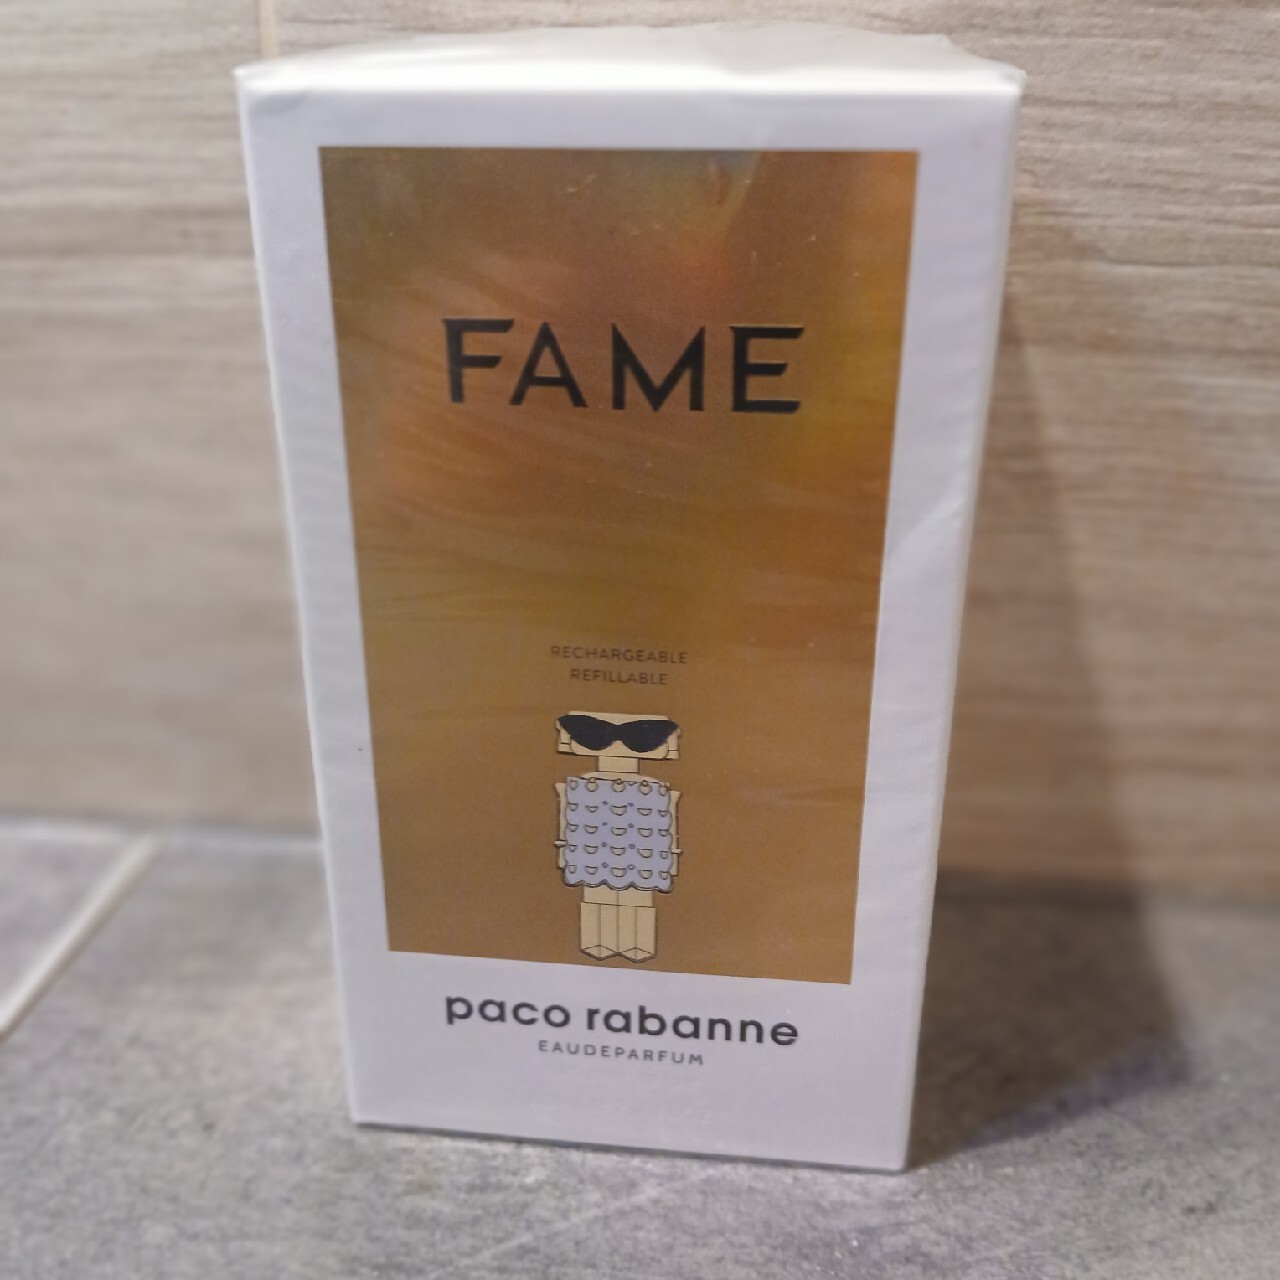 FAME
RECHARGEABLE
REFILLABLE
paco rabanne
EAUDEPARFUM